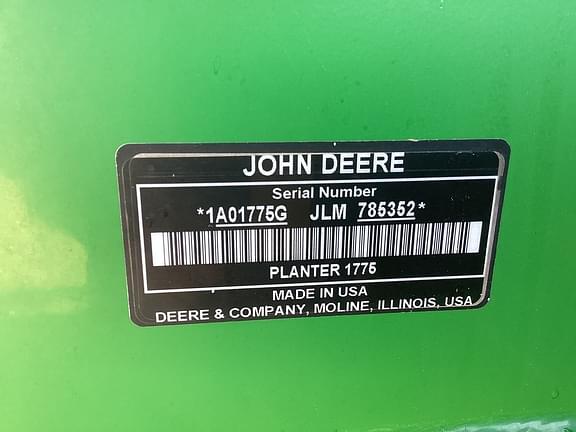 JOHN DEERE
Serial Number
*1A01775G JLM 785352*
PLANTER 1775
MADE IN USA
DEERE & COMPANY, MOLINE, ILLINOIS, USA